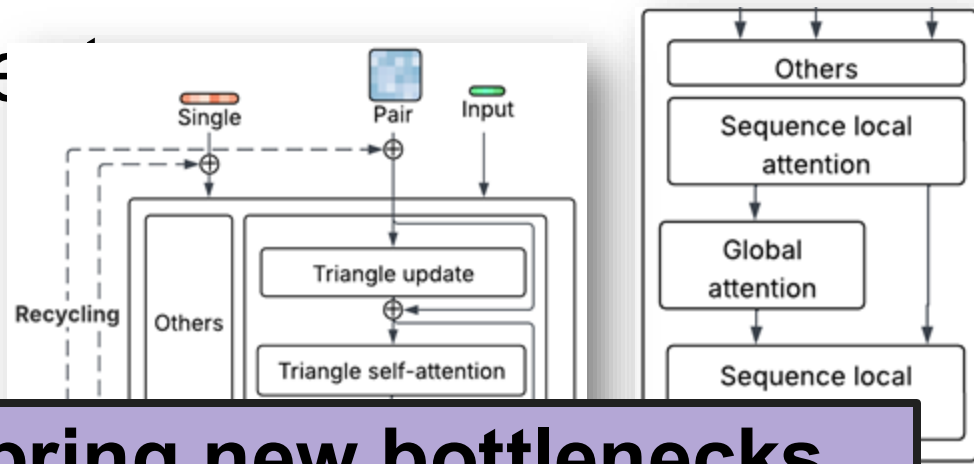 Single
Pair
Input
Recycling
Others
Triangle update
Triangle self-attention
Others
Sequence local
attention
Global
attention
Sequence local
bring new bottlenecks